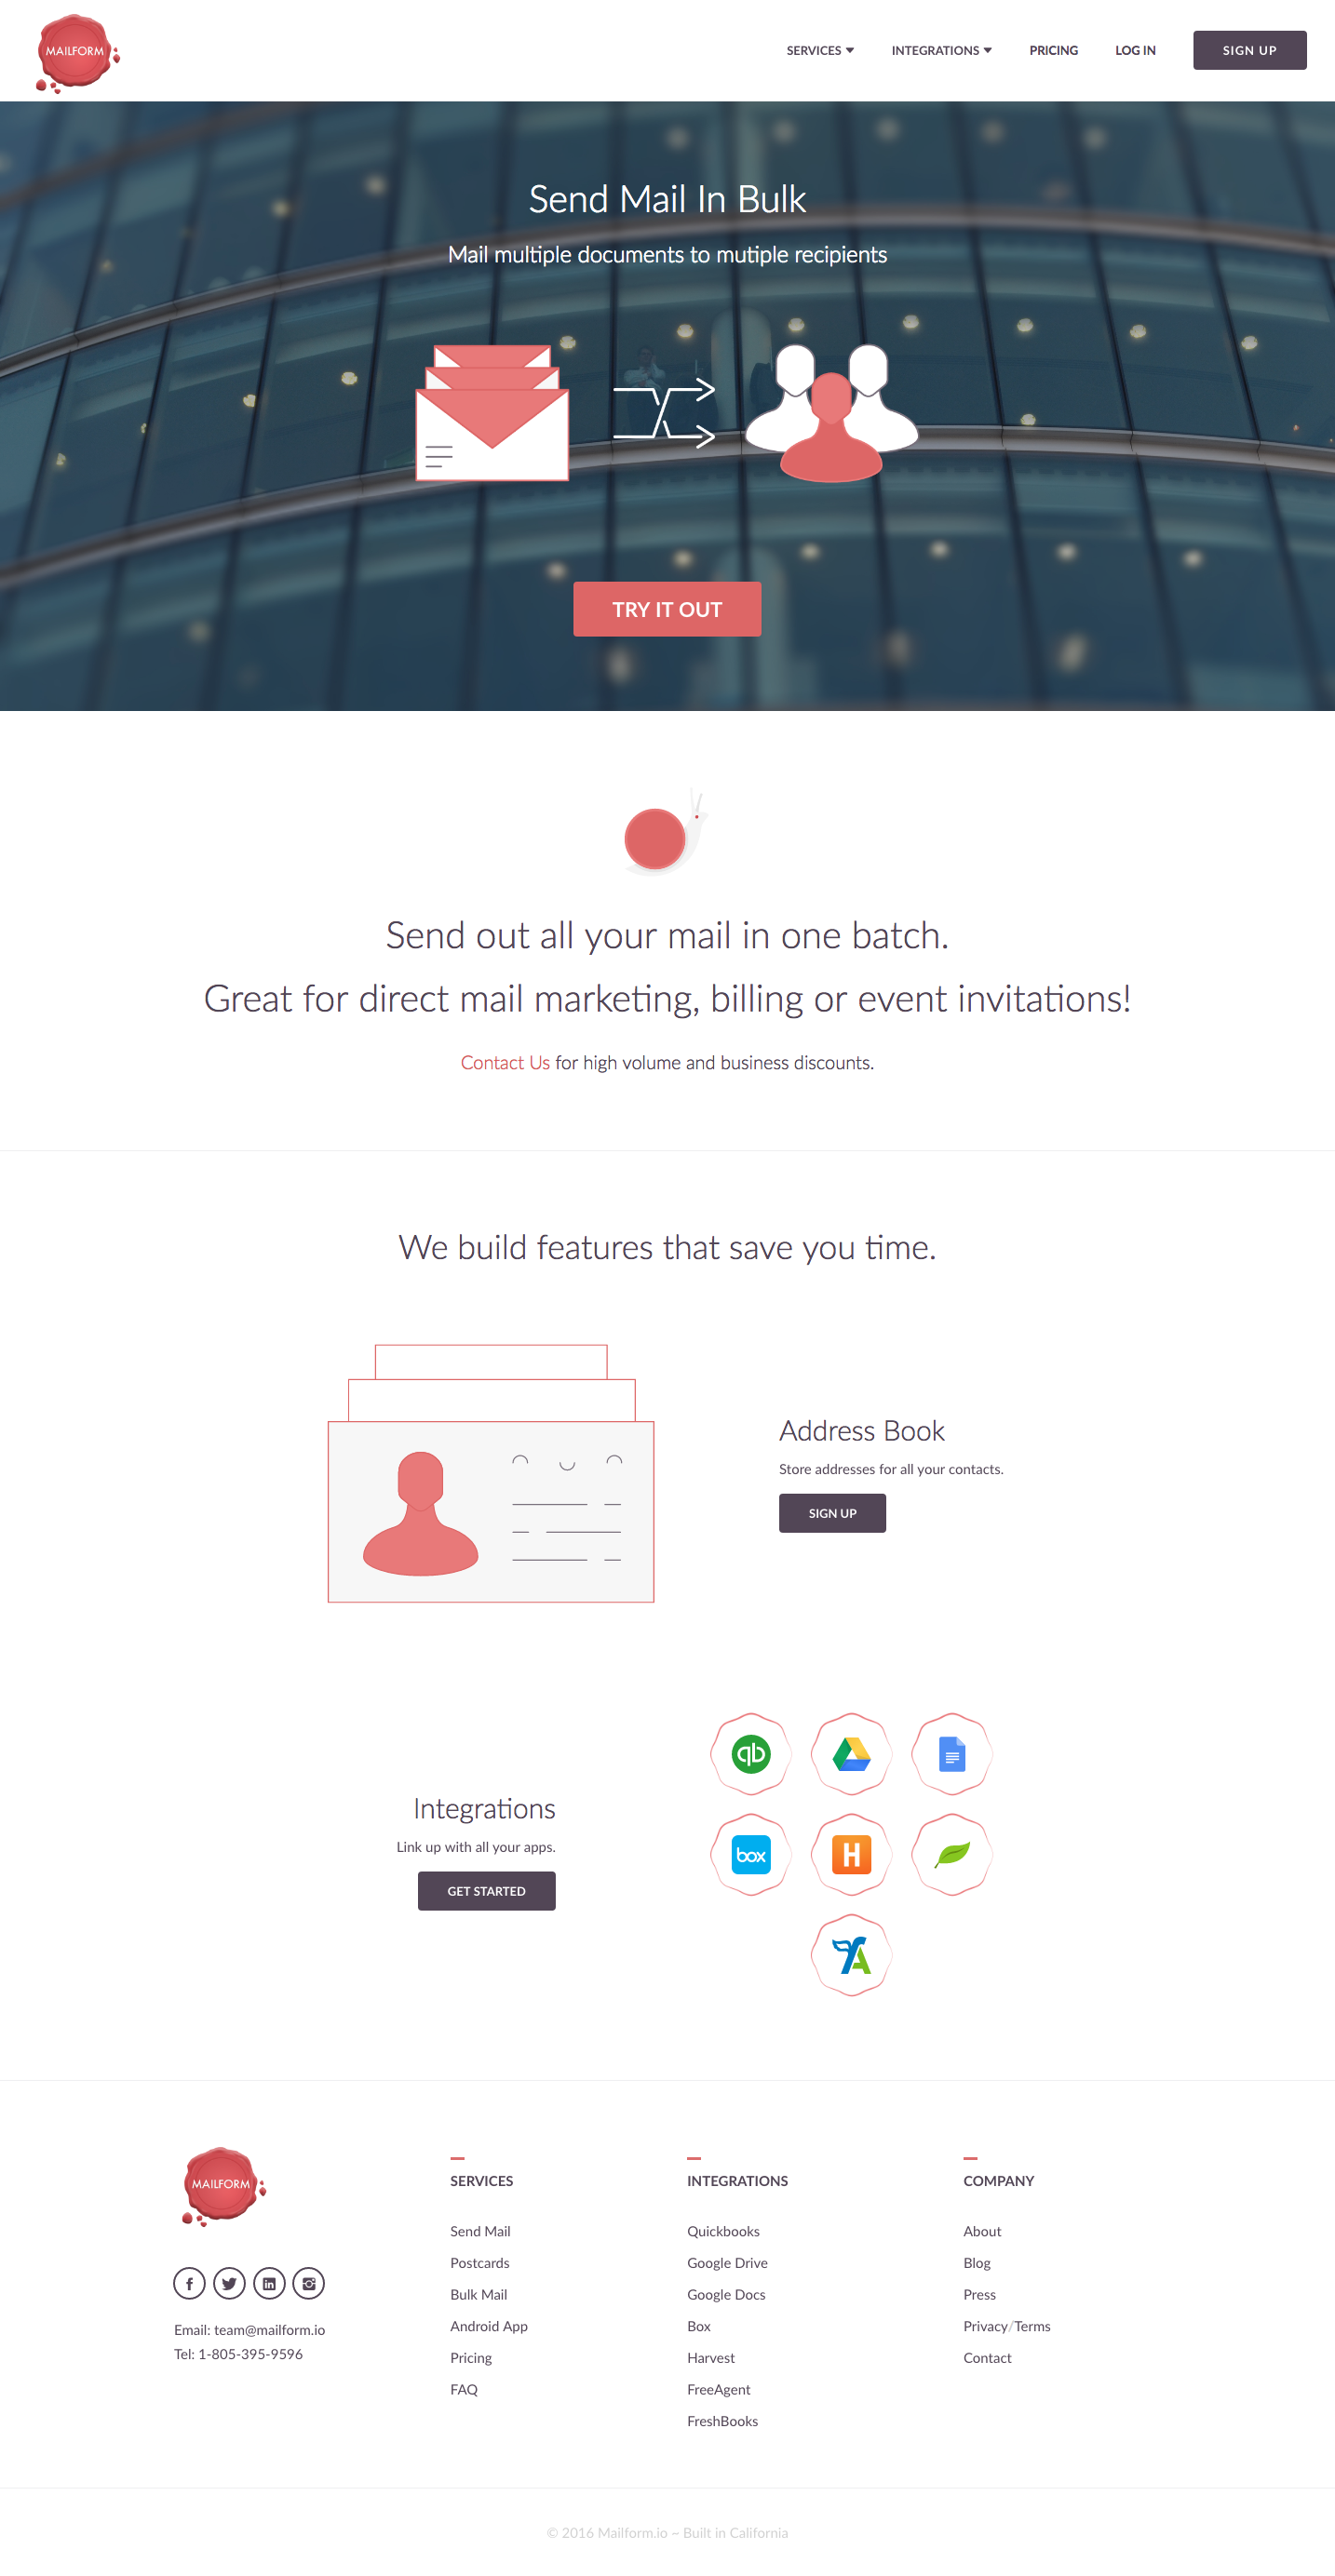 MAILFORM
SERVICES
INTEGRATIONS
PRICING
LOG IN
SIGN UP
Send Mail In Bulk
Mail multiple documents to mutiple recipients
TRY IT OUT
Send out all your mail in one batch.
Great for direct mail marketing, billing or event invitations!
Contact Us for high volume and business discounts.
We build features that save you time.
Address Book
Store addresses for all your contacts.
SIGN UP
Integrations
Link up with all your apps.
GET STARTED
qb
box
H
MAILFORM
Email: team@mailform.io
Tel: 1-805-395-9596
SERVICES
Send Mail
Postcards
Bulk Mail
Android App
Pricing
FAQ
INTEGRATIONS
Quickbooks
Google Drive
Google Docs
Box
Harvest
FreeAgent
FreshBooks
COMPANY
About
Blog
Press
Privacy/Terms
Contact
© 2016 Mailform.io ~ Built in California